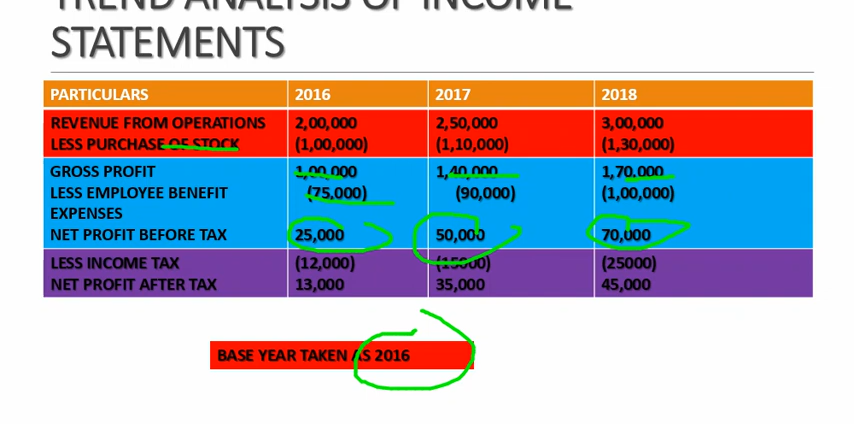 TREND ANALYSIS OF INCOME
STATEMENTS
PARTICULARS 2016 2017 2018
REVENUE FROM OPERATIONS 2,00,000 2,50,000 3,00,000
LESS PURCHASE OF STOCK (1,00,000) (1,10,000) (1,30,000)
GROSS PROFIT 1,00,000 1,40,000 1,70,000
LESS EMPLOYEE BENEFIT (75,000) (90,000) (1,00,000)
EXPENSES
NET PROFIT BEFORE TAX 25,000 50,000 70,000
LESS INCOME TAX (12,000) (15000) (25000)
NET PROFIT AFTER TAX 13,000 35,000 45,000
BASE YEAR TAKEN AS 2016